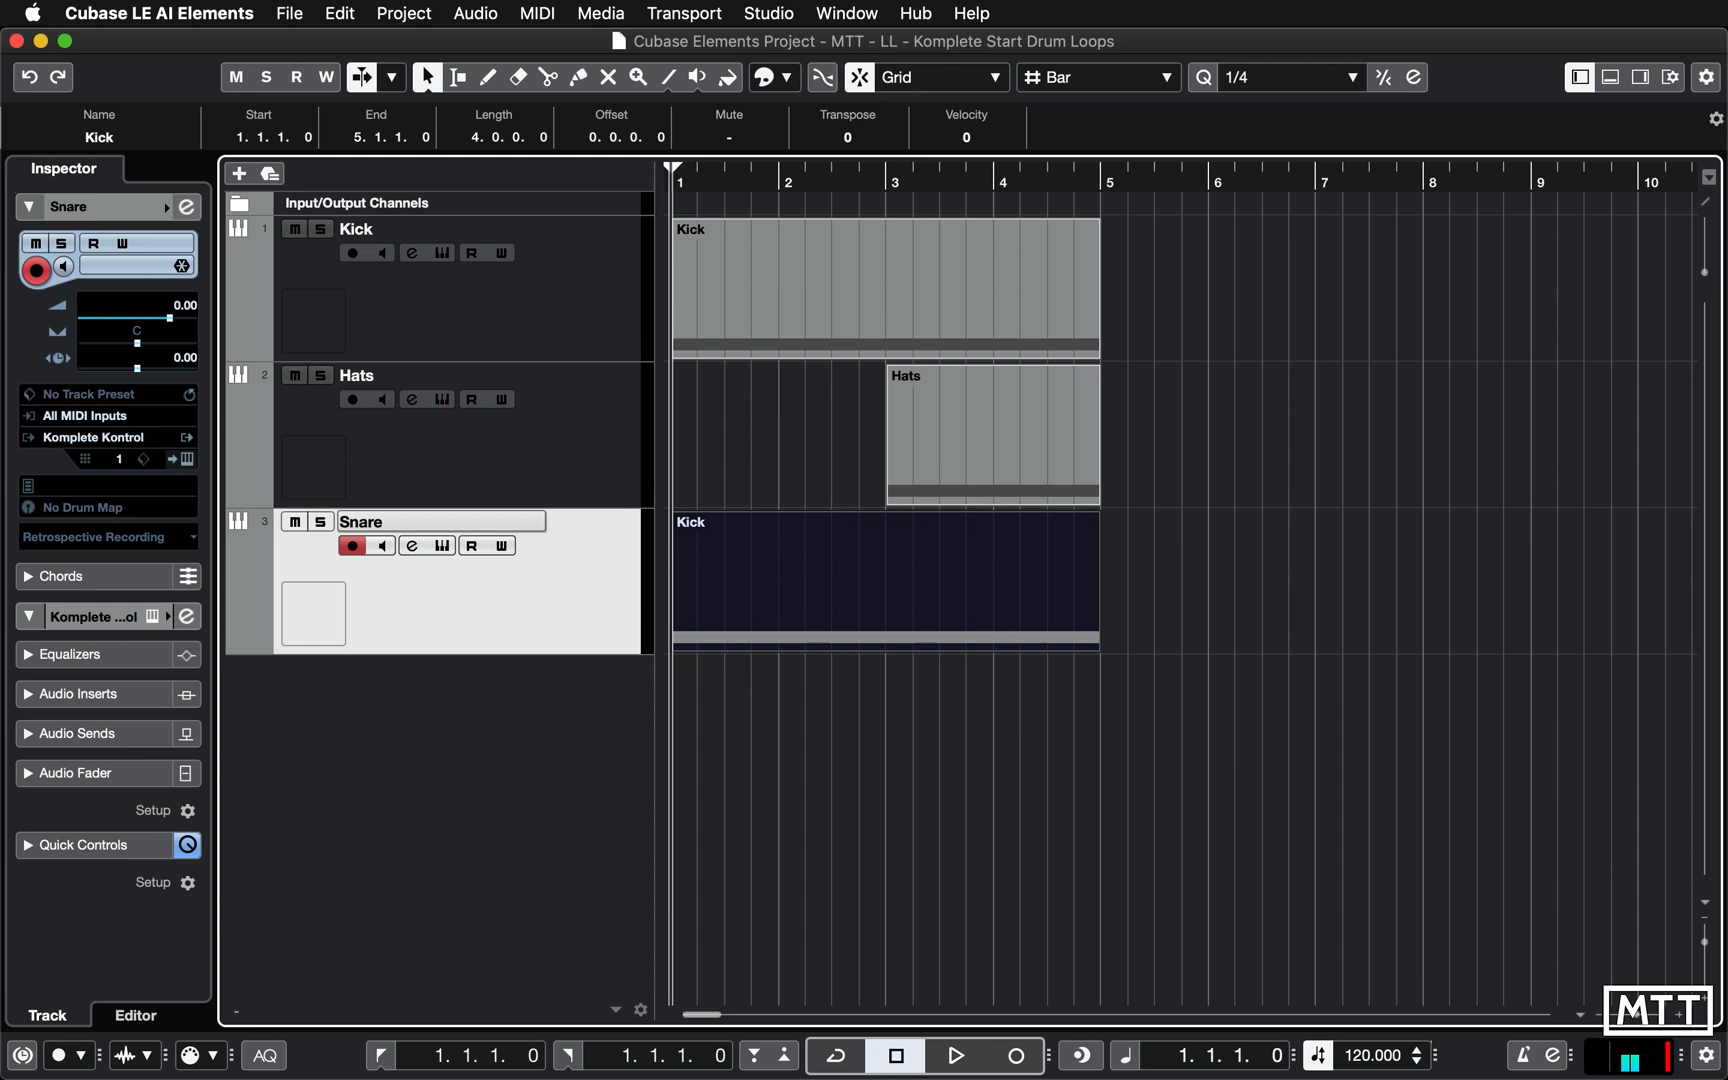 Cubase LE AI Elements File Edit Project Audio MIDI Media Transport Studio Window Hub Help
Cubase Elements Project - MTT - LL - Komplete Start Drum Loops
M S R W Grid Bar Q 1/4
Name Start End Length Offset Mute Transpose Velocity
Kick 1. 1. 1. 0 5. 1. 1. 0 4. 0. 0. 0 0. 0. 0. 0 - 0 0
Inspector
1 2 3 4 5 6 7 8 9 10
Snare
Input/Output Channels
M S R W
1 M S Kick
R W
Kick
0.00
C
0.00
2 M S Hats
R W
Hats
No Track Preset
All MIDI Inputs
Komplete Kontrol
1
No Drum Map
Retrospective Recording
3 M S Snare
R W
Kick
Chords
Komplete ...ol
Equalizers
Audio Inserts
Audio Sends
Audio Fader
Setup
Quick Controls
Setup
Track Editor
MTT
AQ 1. 1. 1. 0 1. 1. 1. 0 1. 1. 1. 0 120.000